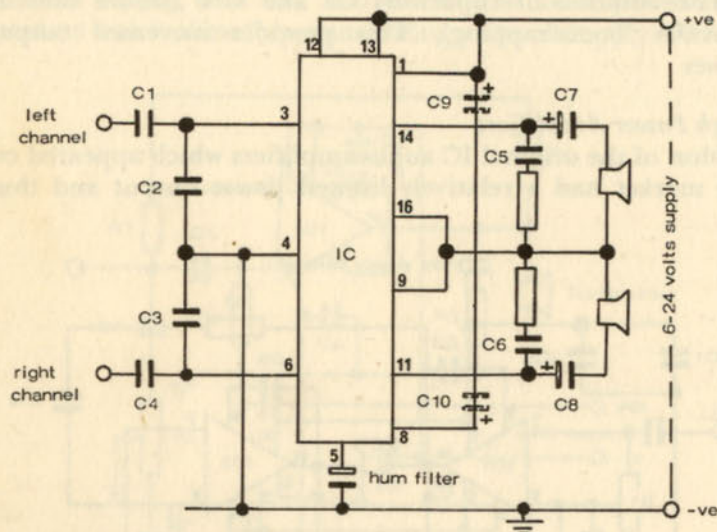 +ve
12
13
1
C1
C9
+
+
C7
left
channel
3
14
C5
C2
16
4
IC
9
6-24 volts supply
C3
C6
right
channel
6
11
+
C4
C10
C8
+
8
5
hum filter
-ve